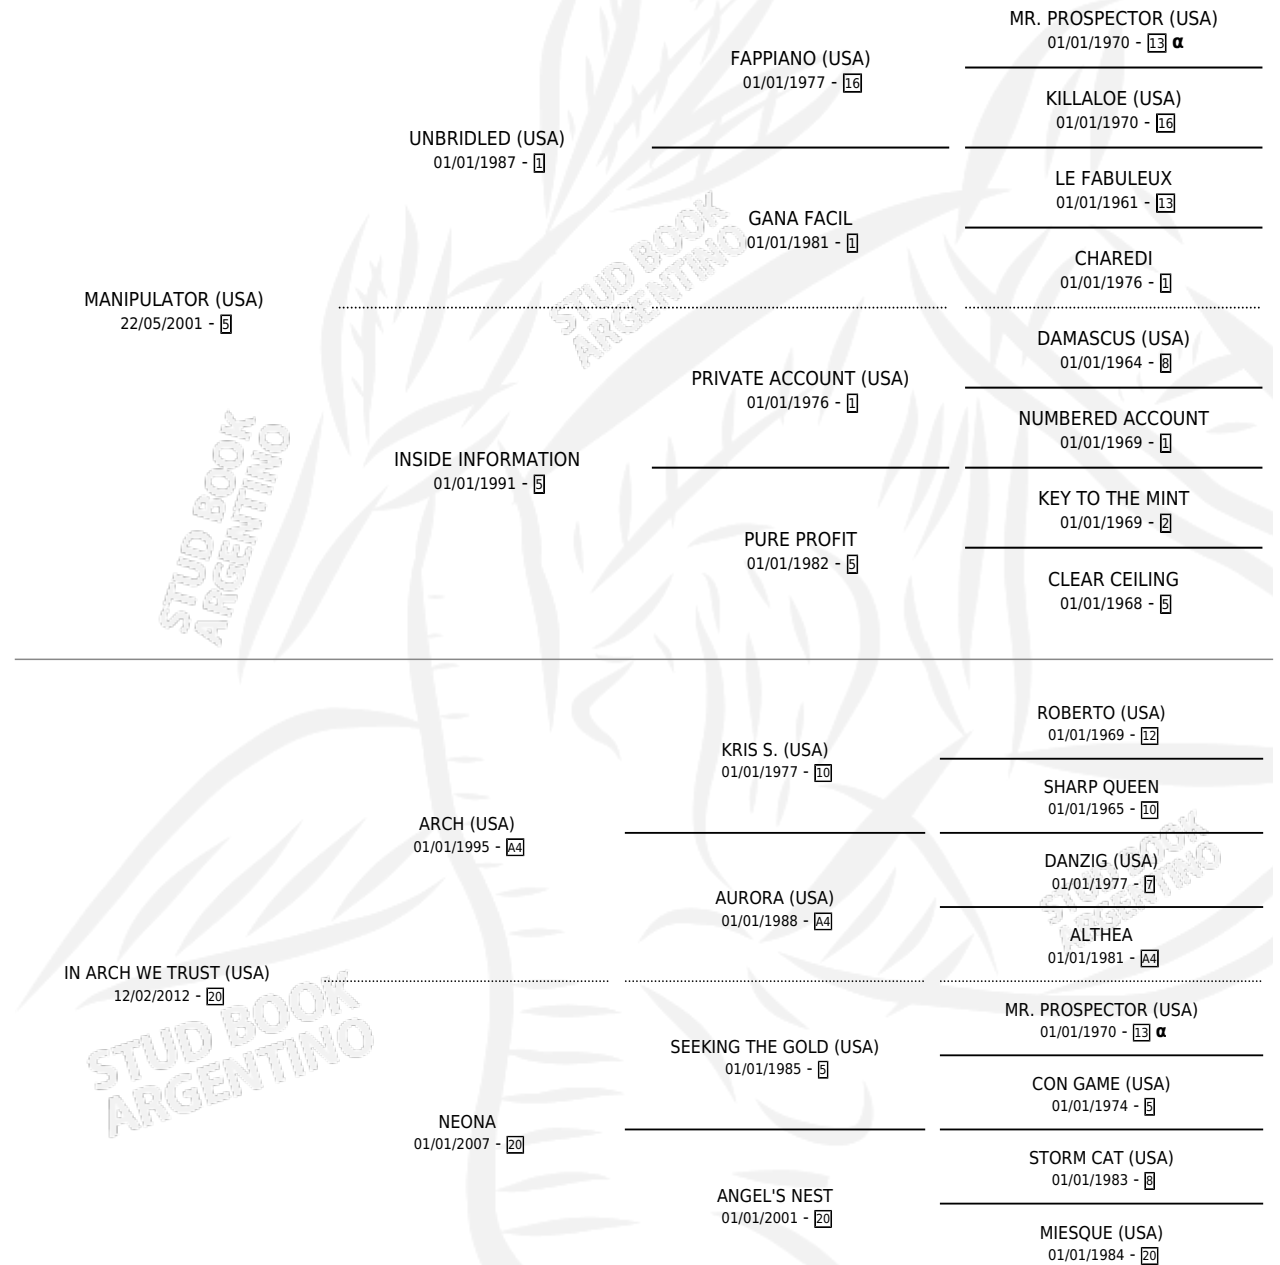 MR. PROSPECTOR (USA)
01/01/1970 - 13 α
FAPPIANO (USA)
01/01/1977 - 16
KILLALOE (USA)
01/01/1970 - 16
UNBRIDLED (USA)
01/01/1987 - 1
LE FABULEUX
01/01/1961 - 13
GANA FACIL
01/01/1981 - 1
CHAREDI
01/01/1976 - 1
MANIPULATOR (USA)
22/05/2001 - 5
DAMASCUS (USA)
01/01/1964 - 8
PRIVATE ACCOUNT (USA)
01/01/1976 - 1
NUMBERED ACCOUNT
01/01/1969 - 1
INSIDE INFORMATION
01/01/1991 - 5
KEY TO THE MINT
01/01/1969 - 2
PURE PROFIT
01/01/1982 - 5
CLEAR CEILING
01/01/1968 - 5
STUD BOOK
ARGENTINO
STUD BOOK
ARGENTINO
ROBERTO (USA)
01/01/1969 - 12
KRIS S. (USA)
01/01/1977 - 10
SHARP QUEEN
01/01/1965 - 10
ARCH (USA)
01/01/1995 - A4
DANZIG (USA)
01/01/1977 - 7
AURORA (USA)
01/01/1988 - A4
ALTHEA
01/01/1981 - A4
IN ARCH WE TRUST (USA)
12/02/2012 - 20
MR. PROSPECTOR (USA)
01/01/1970 - 13 α
SEEKING THE GOLD (USA)
01/01/1985 - 5
CON GAME (USA)
01/01/1974 - 5
NEONA
01/01/2007 - 20
STORM CAT (USA)
01/01/1983 - 8
ANGEL'S NEST
01/01/2001 - 20
MIESQUE (USA)
01/01/1984 - 20
STUD BOOK
ARGENTINO
STUD BOOK
ARGENTINO